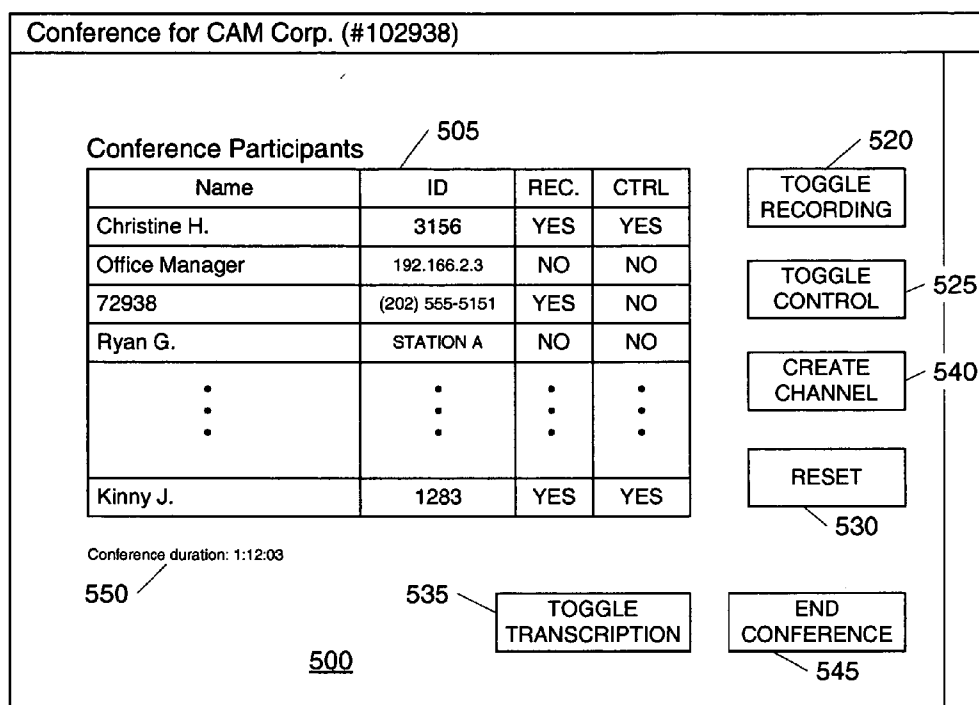 Conference for CAM Corp. (#102938)
505
Conference Participants
Name ID REC. CTRL
Christine H. 3156 YES YES
Office Manager 192.166.2.3 NO NO
72938 (202) 555-5151 YES NO
Ryan G. STATION A NO NO
Kinny J. 1283 YES YES
520
TOGGLE
RECORDING
TOGGLE
CONTROL
525
CREATE
CHANNEL
540
RESET
530
Conference duration: 1:12:03
550
535
TOGGLE
TRANSCRIPTION
END
CONFERENCE
545
500